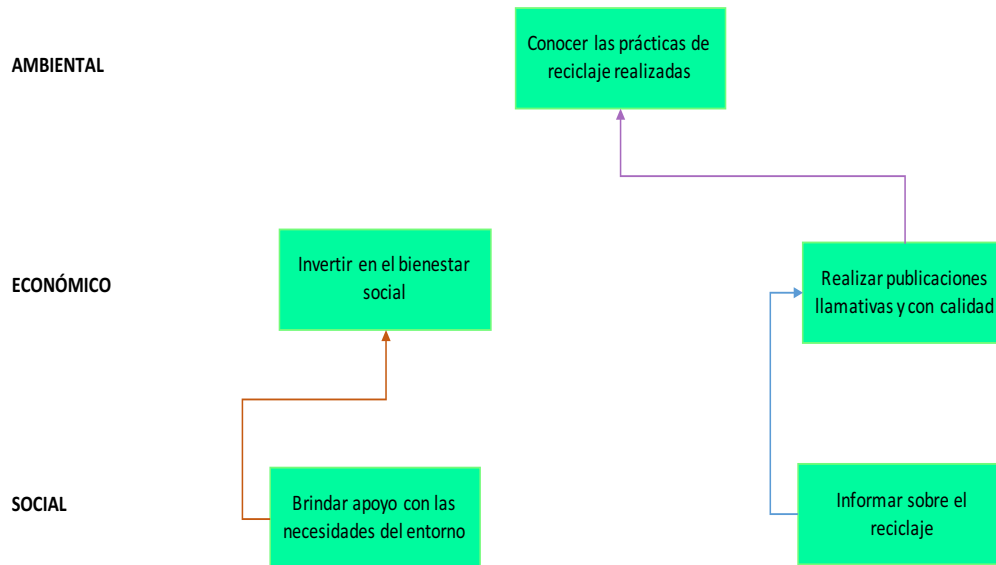 AMBIENTAL
Conocer las prácticas de
reciclaje realizadas
ECONÓMICO
Invertir en el bienestar
social
Realizar publicaciones
llamativas y con calidad
SOCIAL
Brindar apoyo con las
necesidades del entorno
Informar sobre el
reciclaje